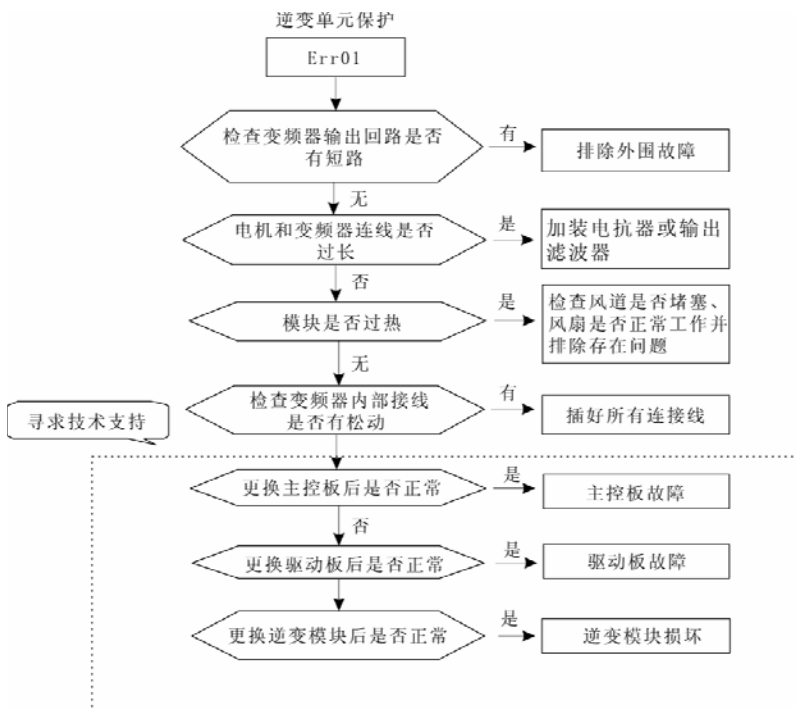 逆变单元保护
Err01
检查变频器输出回路是否
有短路
有
排除外围故障
无
电机和变频器连线是否
过长
是
加装电抗器或输出
滤波器
否
模块是否过热
是
检查风道是否堵塞、
风扇是否正常工作并
排除存在问题
无
检查变频器内部接线
是否有松动
有
插好所有连接线
寻求技术支持
更换主控板后是否正常
是
主控板故障
否
更换驱动板后是否正常
是
驱动板故障
更换逆变模块后是否正常
是
逆变模块损坏